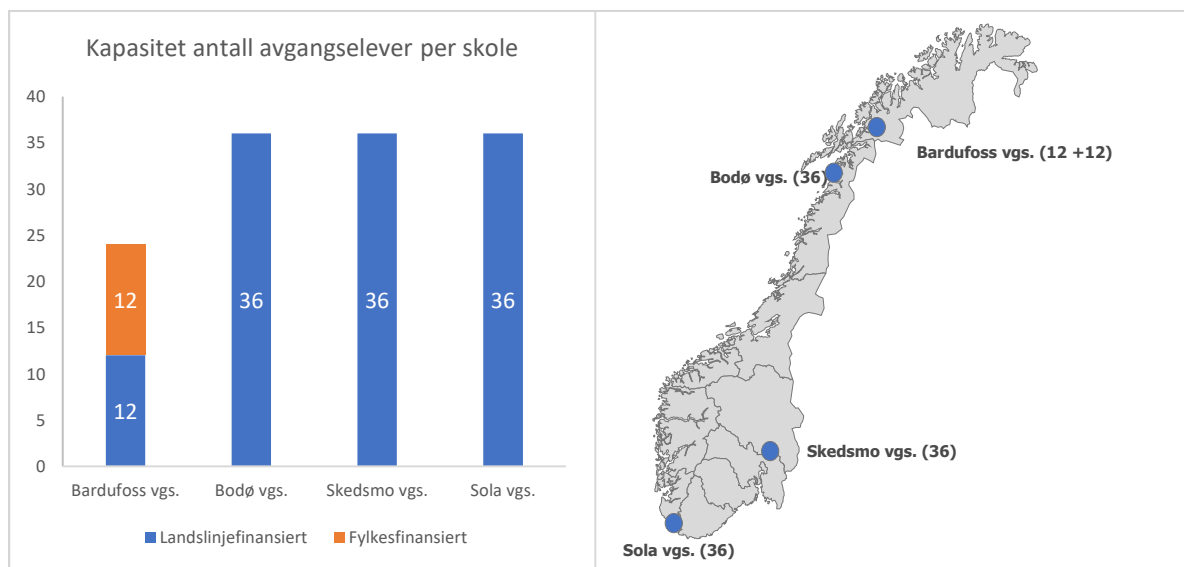 Kapasitet antall avgangselever per skole
40
35
30
25
20
15
10
5
0
12
12
36
36
36
Bardufoss vgs.
Bodø vgs.
Skedsmo vgs.
Sola vgs.
Landslinjefinansiert
Fylkesfinansiert
Bardufoss vgs. (12 +12)
Bodø vgs. (36)
Skedsmo vgs. (36)
Sola vgs. (36)